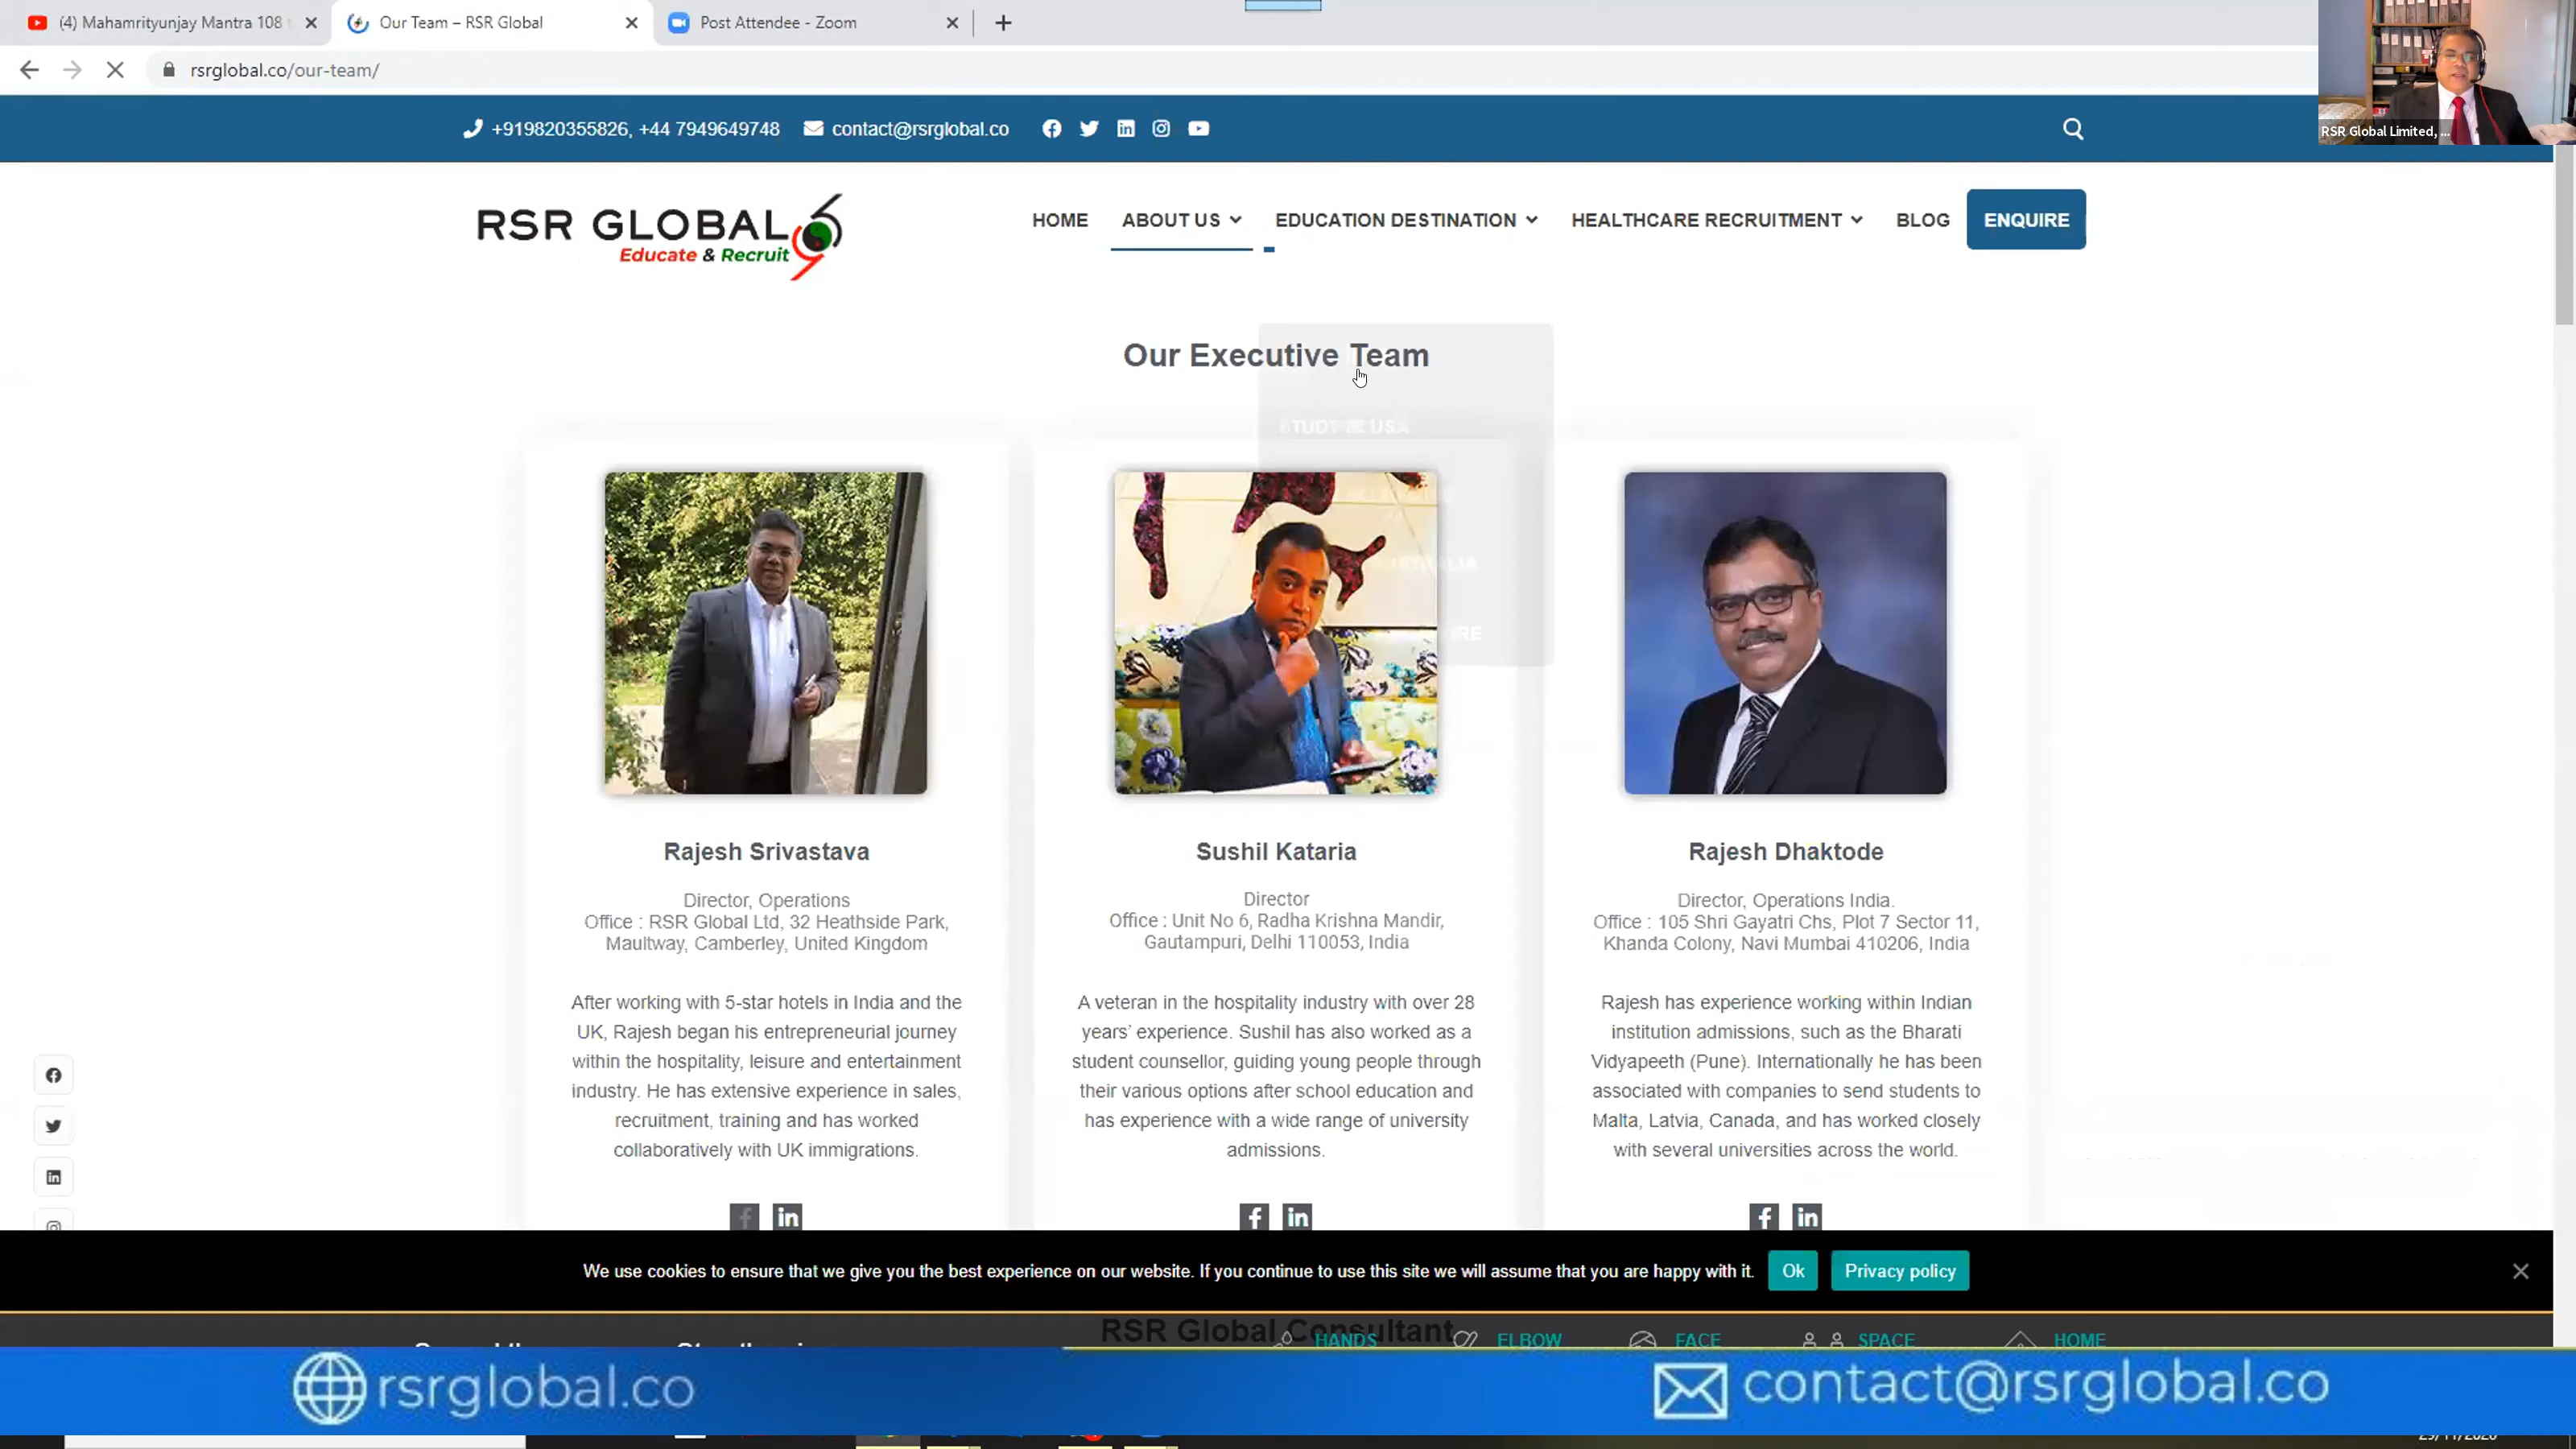 (4) Mahamrityunjay Mantra 108
Our Team – RSR Global
Post Attendee - Zoom
rsrglobal.co/our-team/
RSR Global Limited, ...
+919820355826, +44 7949649748
contact@rsrglobal.co
RSR GLOBAL
Educate & Recruit
HOME
ABOUT US
EDUCATION DESTINATION
HEALTHCARE RECRUITMENT
BLOG
ENQUIRE
Our Executive Team
STUDY IN USA
Rajesh Srivastava
Director, Operations
Office : RSR Global Ltd, 32 Heathside Park,
Maultway, Camberley, United Kingdom
After working with 5-star hotels in India and the
UK, Rajesh began his entrepreneurial journey
within the hospitality, leisure and entertainment
industry. He has extensive experience in sales,
recruitment, training and has worked
collaboratively with UK immigrations.
Sushil Kataria
Director
Office : Unit No 6, Radha Krishna Mandir,
Gautampuri, Delhi 110053, India
A veteran in the hospitality industry with over 28
years’ experience. Sushil has also worked as a
student counsellor, guiding young people through
their various options after school education and
has experience with a wide range of university
admissions.
Rajesh Dhaktode
Director, Operations India.
Office : 105 Shri Gayatri Chs, Plot 7 Sector 11,
Khanda Colony, Navi Mumbai 410206, India
Rajesh has experience working within Indian
institution admissions, such as the Bharati
Vidyapeeth (Pune). Internationally he has been
associated with companies to send students to
Malta, Latvia, Canada, and has worked closely
with several universities across the world.
We use cookies to ensure that we give you the best experience on our website. If you continue to use this site we will assume that you are happy with it.
Ok
Privacy policy
RSR Global Consultant
HANDS
ELBOW
FACE
SPACE
HOME
rsrglobal.co
contact@rsrglobal.co